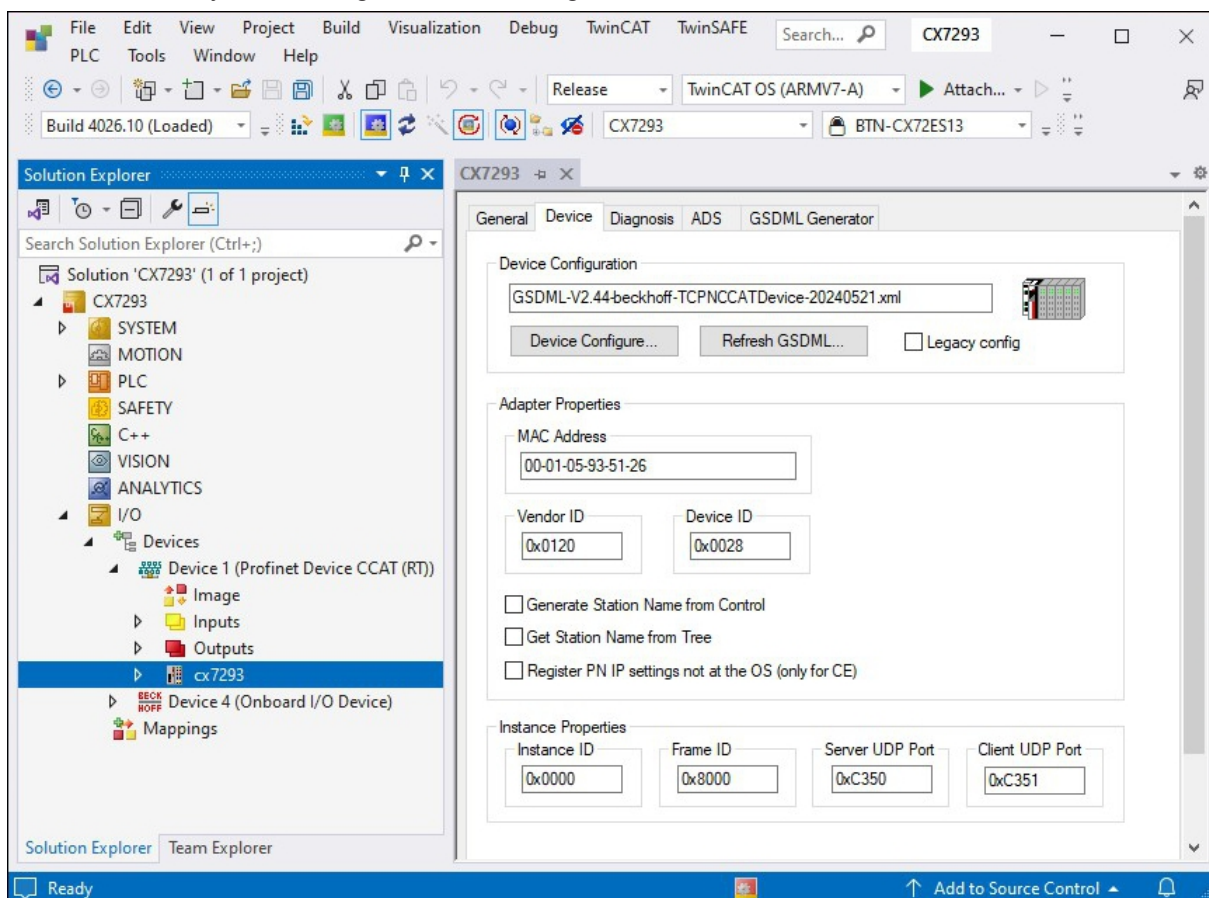 File Edit View Project Build Visualization Debug TwinCAT TwinSAFE Search... CX7293
PLC Tools Window Help
Release TwinCAT OS (ARMV7-A) Attach...
Build 4026.10 (Loaded) CX7293 BTN-CX72ES13
Solution Explorer
Search Solution Explorer (Ctrl+;)
Solution 'CX7293' (1 of 1 project)
CX7293
SYSTEM
MOTION
PLC
SAFETY
C++
VISION
ANALYTICS
I/O
Devices
Device 1 (Profinet Device CCAT (RT))
Image
Inputs
Outputs
cx7293
BECKHOFF Device 4 (Onboard I/O Device)
Mappings
Solution Explorer Team Explorer
CX7293
General Device Diagnosis ADS GSDML Generator
Device Configuration
GSDML-V2.44-beckhoff-TCPNCCATDevice-20240521.xml
Device Configure... Refresh GSDML... Legacy config
Adapter Properties
MAC Address
00-01-05-93-51-26
Vendor ID Device ID
0x0120 0x0028
Generate Station Name from Control
Get Station Name from Tree
Register PN IP settings not at the OS (only for CE)
Instance Properties
Instance ID Frame ID Server UDP Port Client UDP Port
0x0000 0x8000 0xC350 0xC351
Ready Add to Source Control